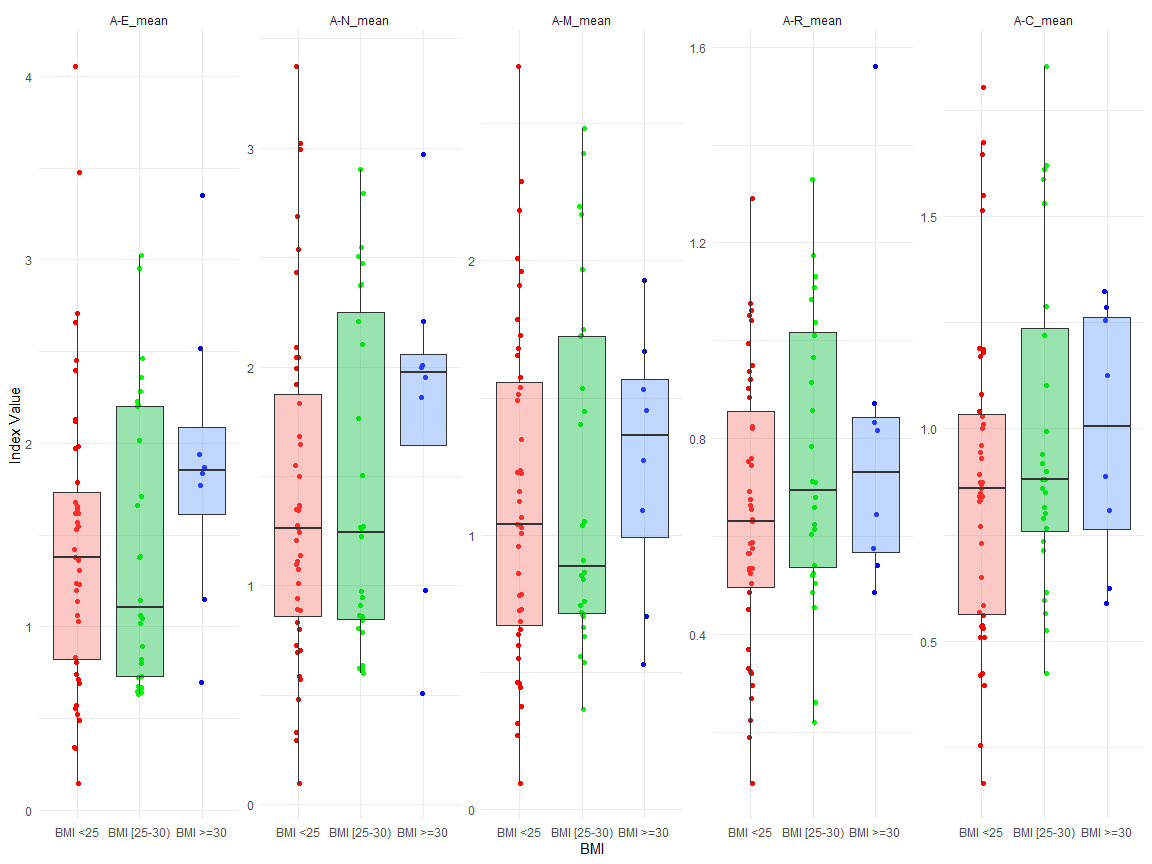 A-E_mean
A-N_mean
A-M_mean
A-R_mean
A-C_mean
Index Value
4
3
2
1
0
3
2
1
0
2
1
0
1.6
1.2
0.8
0.4
1.5
1.0
0.5
BMI <25 BMI [25-30) BMI >=30
BMI <25 BMI [25-30) BMI >=30
BMI <25 BMI [25-30) BMI >=30
BMI <25 BMI [25-30) BMI >=30
BMI <25 BMI [25-30) BMI >=30
BMI